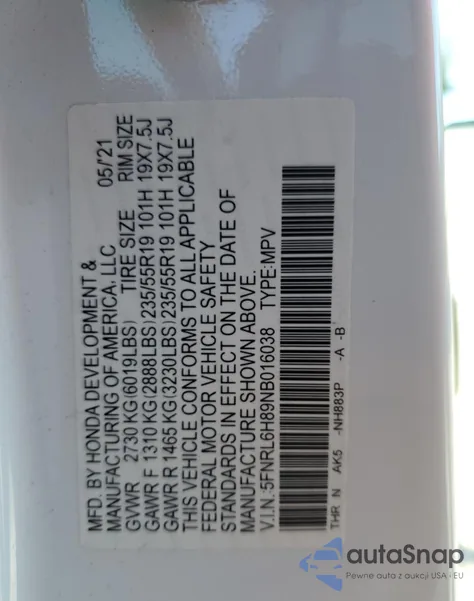 MFD. BY HONDA DEVELOPMENT &
MANUFACTURING OF AMERICA, LLC 05/'21
GVWR 2730 KG(6019LBS) TIRE SIZE RIM SIZE
GAWR F 1310 KG(2888LBS)235/55R19 101H 19X7.5J
GAWR R 1465 KG(3230LBS)235/55R19 101H 19X7.5J
THIS VEHICLE CONFORMS TO ALL APPLICABLE
FEDERAL MOTOR VEHICLE SAFETY
STANDARDS IN EFFECT ON THE DATE OF
MANUFACTURE SHOWN ABOVE.
V.I.N.:5FNRL6H89NB016038 TYPE:MPV
THR N AK5 -NH883P -A -B
autoSnap
Pewne auta z aukcji USA - EU